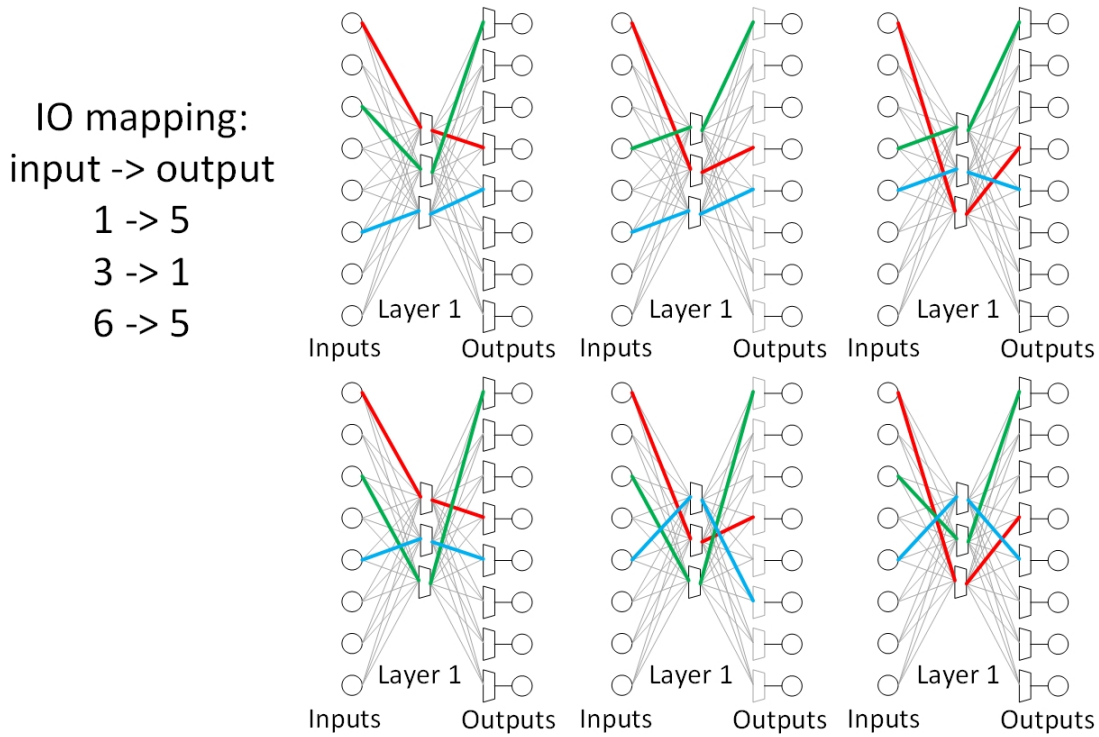 IO mapping:
input -> output
1 -> 5
3 -> 1
6 -> 5
Layer 1
Layer 1
Layer 1
Inputs
Outputs
Inputs
Outputs
Inputs
Outputs
Layer 1
Layer 1
Layer 1
Inputs
Outputs
Inputs
Outputs
Inputs
Outputs